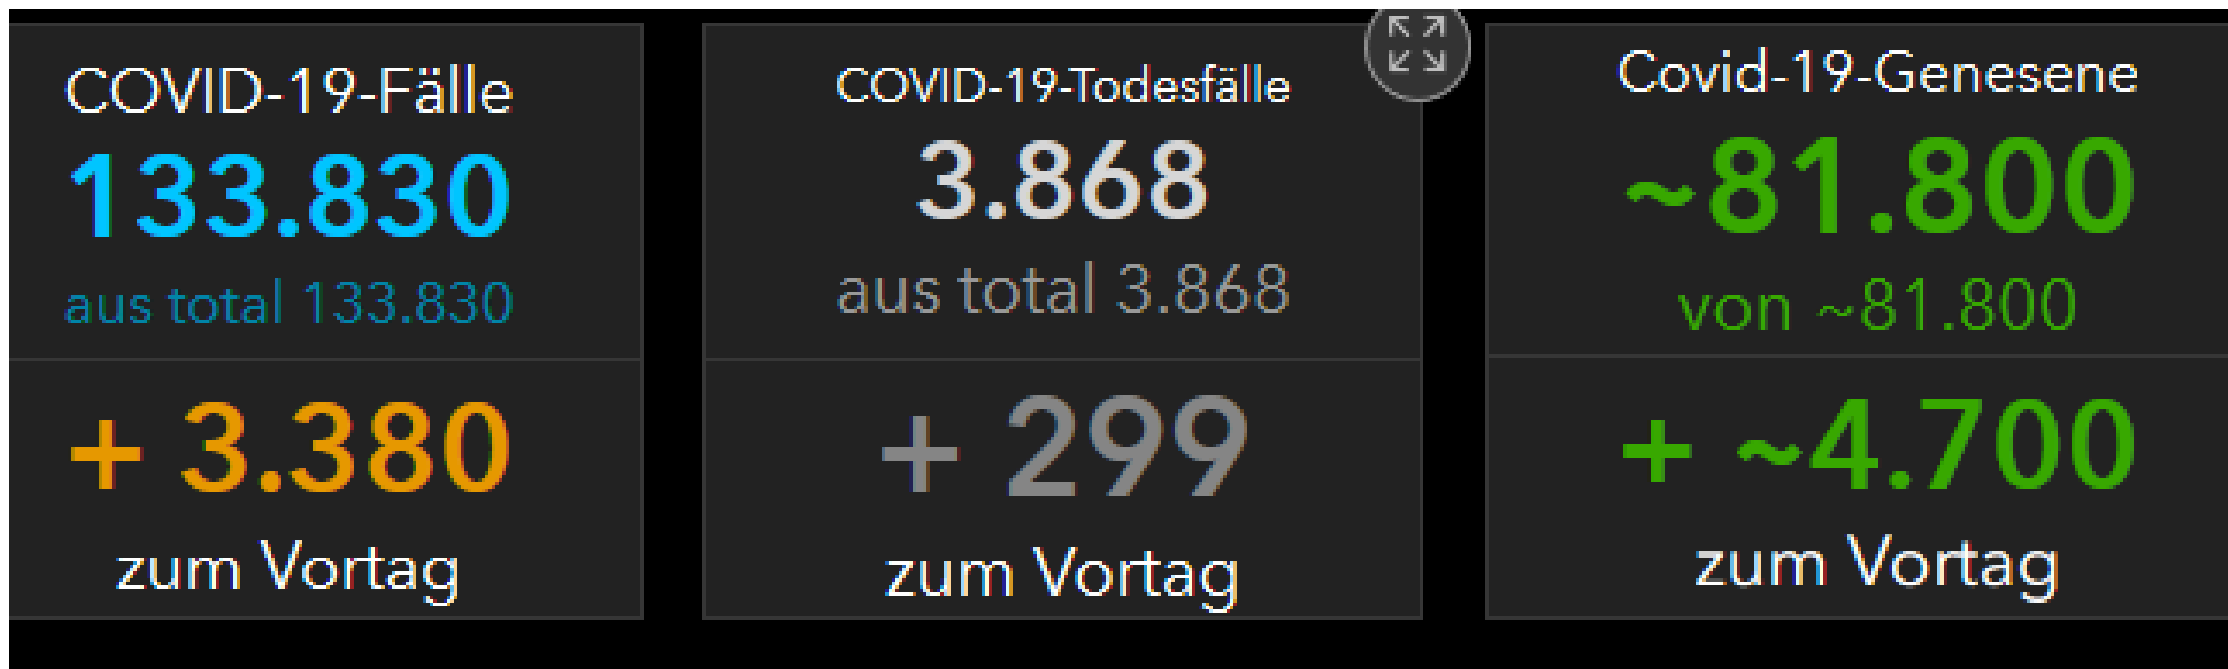 COVID-19-Fälle
133.830
aus total 133.830
+ 3.380
zum Vortag
COVID-19-Todesfälle
3.868
aus total 3.868
+ 299
zum Vortag
Covid-19-Genesene
~81.800
von ~81.800
+ ~4.700
zum Vortag